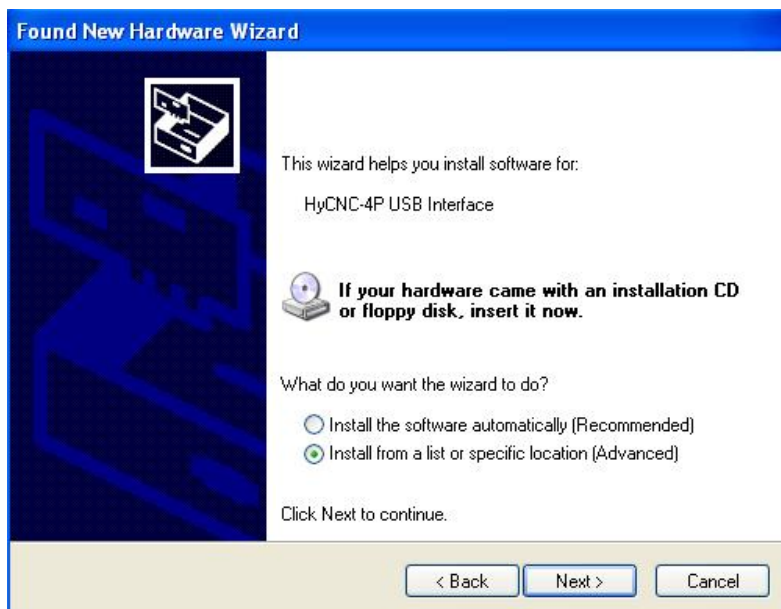 Found New Hardware Wizard
This wizard helps you install software for:
HyCNC-4P USB Interface
If your hardware came with an installation CD
or floppy disk, insert it now.
What do you want the wizard to do?
Install the software automatically (Recommended)
Install from a list or specific location (Advanced)
Click Next to continue.
< Back
Next >
Cancel